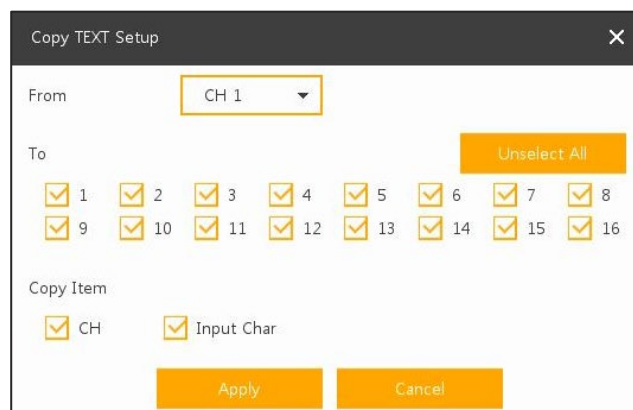 Copy TEXT Setup
From CH 1
To Unselect All
1 2 3 4 5 6 7 8
9 10 11 12 13 14 15 16
Copy Item
CH Input Char
Apply Cancel